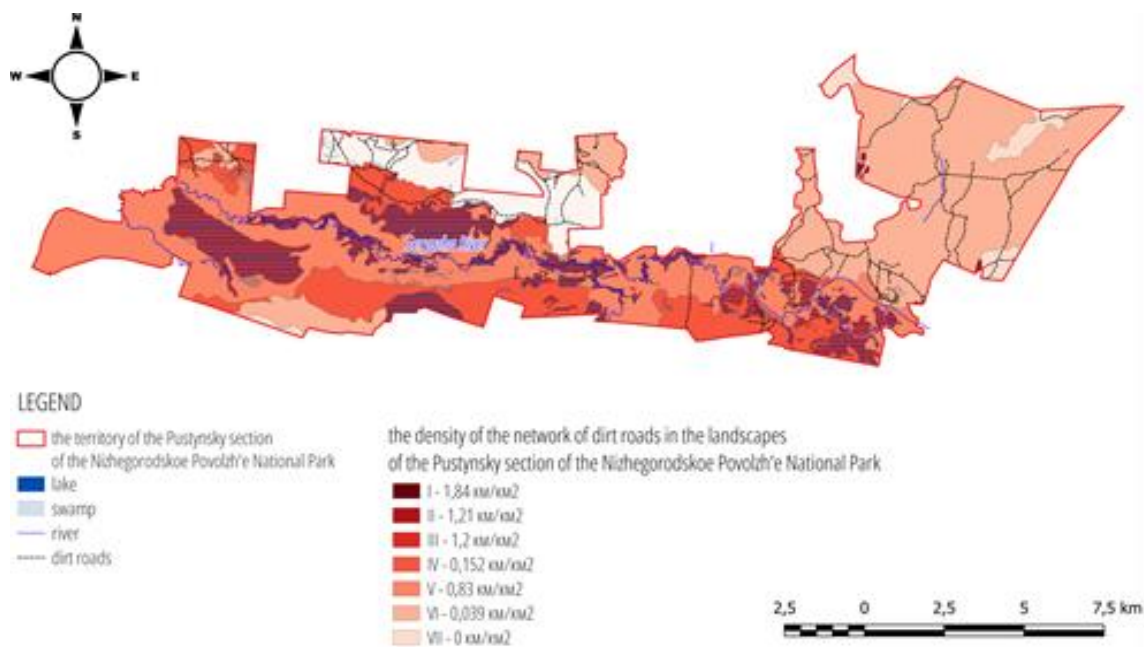 N
W
E
S
LEGEND
the territory of the Pustynsky section
of the Nizhegorodskoe Povolzh'e National Park
lake
swamp
river
dirt roads
the density of the network of dirt roads in the landscapes
of the Pustynsky section of the Nizhegorodskoe Povolzh'e National Park
I - 1,84 км/км2
II - 1,21 км/км2
III - 1,2 км/км2
IV - 0,152 км/км2
V - 0,83 км/км2
VI - 0,039 км/км2
VII - 0 км/км2
2,5 0 2,5 5 7,5 km